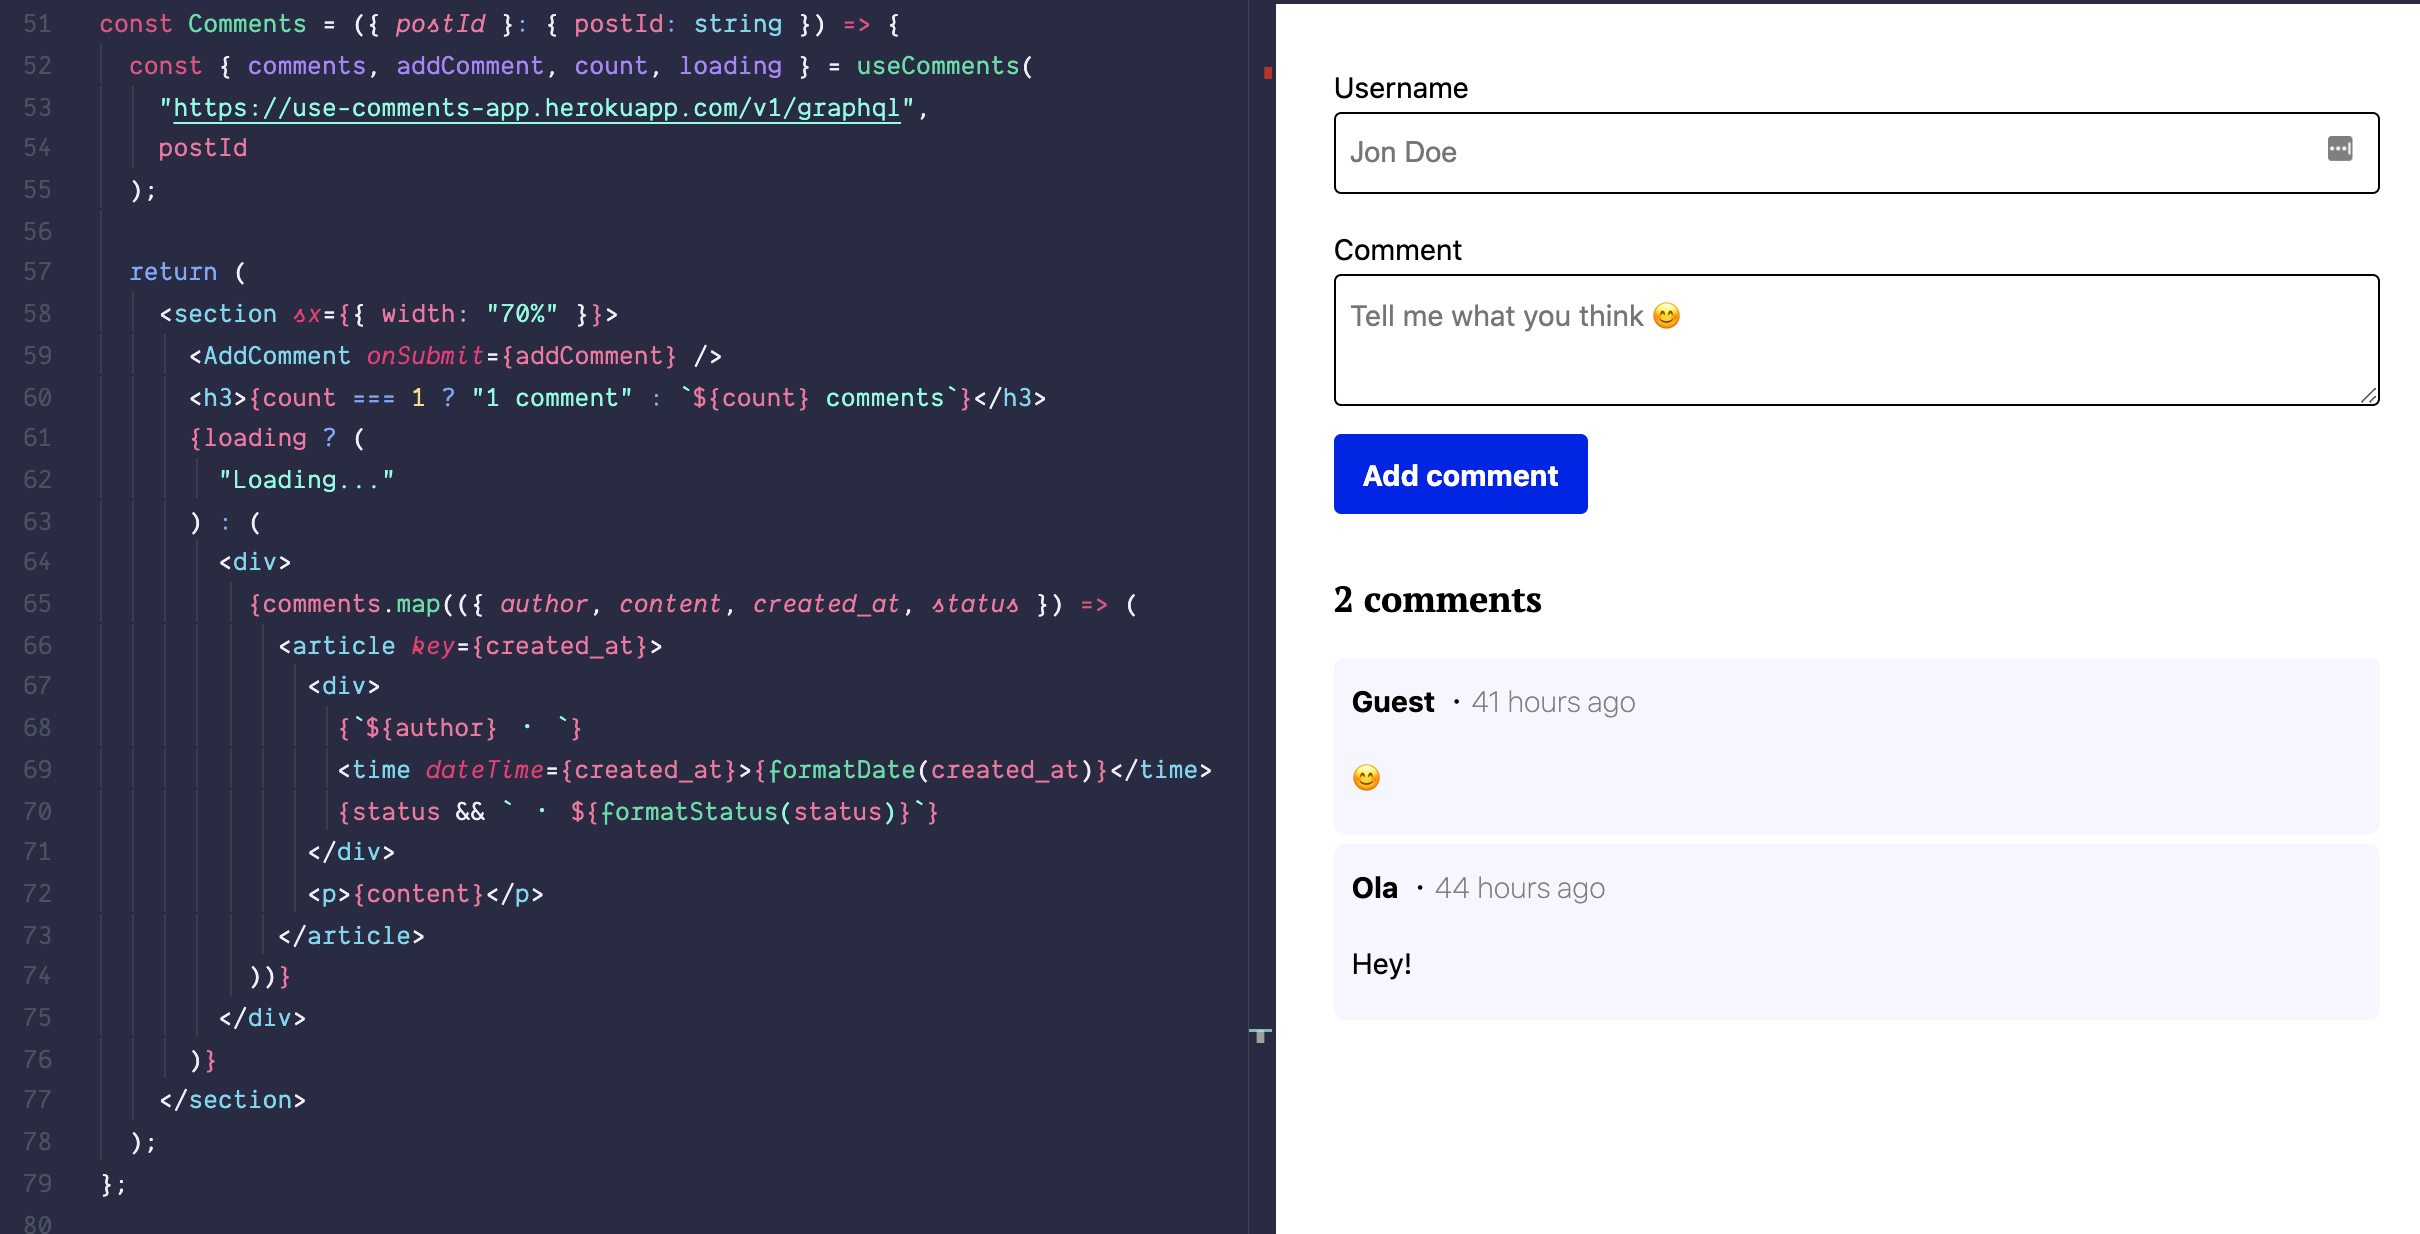 51 const Comments = ({ postId }: { postId: string }) => {
52 const { comments, addComment, count, loading } = useComments(
53 "https://use-comments-app.herokuapp.com/v1/graphql",
54 postId
55 );
56
57 return (
58 <section sx={{ width: "70%" }}>
59 <AddComment onSubmit={addComment} />
60 <h3>{count === 1 ? "1 comment" : `${count} comments`}</h3>
61 {loading ? (
62 "Loading..."
63 ) : (
64 <div>
65 {comments.map(({ author, content, created_at, status }) => (
66 <article key={created_at}>
67 <div>
68 {`${author} · `}
69 <time dateTime={created_at}>{formatDate(created_at)}</time>
70 {status && ` · ${formatStatus(status)}`}
71 </div>
72 <p>{content}</p>
73 </article>
74 ))}
75 </div>
76 )}
77 </section>
78 );
79 };
80
Username
Jon Doe
Comment
Tell me what you think 😊
Add comment
2 comments
Guest · 41 hours ago
😊
Ola · 44 hours ago
Hey!